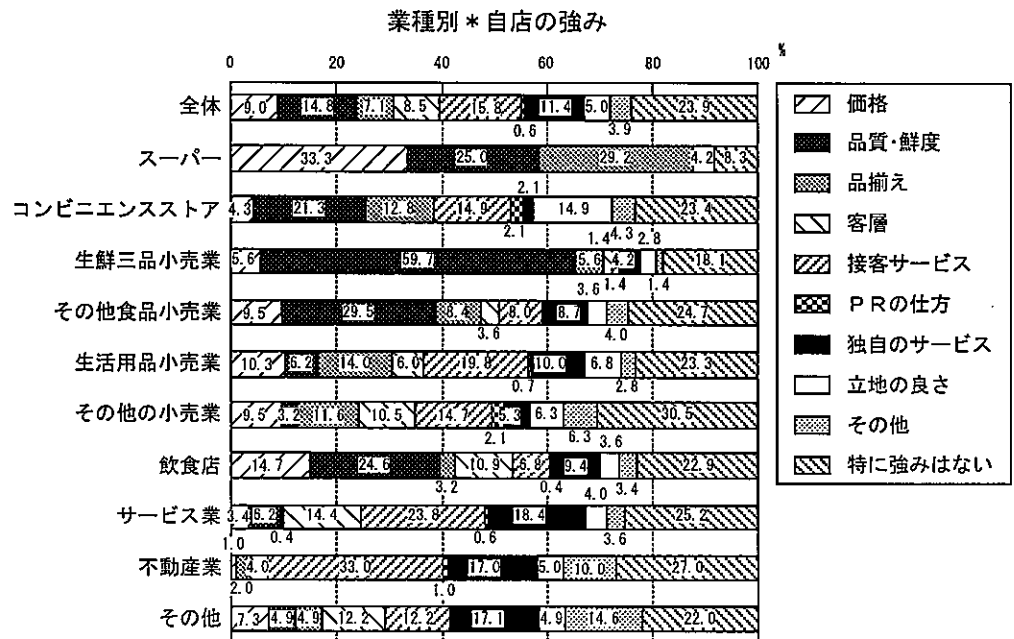 業種別＊自店の強み
%
0 20 40 60 80 100
全体 9.0 14.8 7.1 8.5 15.8 11.4 5.0 23.9
0.6 3.9
スーパー 33.3 25.0 29.2 4.2 8.3
2.1
コンビニエンスストア 4.3 21.3 12.8 14.9 14.9 23.4
2.1 1.4 4.3 2.8
生鮮三品小売業 5.6 59.7 5.6 4.2 18.1
3.6 1.4 1.4
その他食品小売業 9.5 29.5 8.4 8.0 8.7 24.7
3.6 4.0
生活用品小売業 10.3 6.2 14.0 6.0 19.8 10.0 6.8 23.3
0.7 2.8
その他の小売業 9.5 3.2 11.6 10.5 14.7 5.3 6.3 30.5
2.1 6.3 3.6
飲食店 14.7 24.6 10.9 6.8 9.4 22.9
3.2 0.4 4.0 3.4
サービス業 3.4 6.2 14.4 23.8 18.4 25.2
1.0 0.4 0.6 3.6
不動産業 4.0 33.0 17.0 5.0 10.0 27.0
2.0 1.0
その他 7.3 4.9 4.9 12.2 12.2 17.1 4.9 14.6 22.0
価格
品質・鮮度
品揃え
客層
接客サービス
ＰＲの仕方
独自のサービス
立地の良さ
その他
特に強みはない